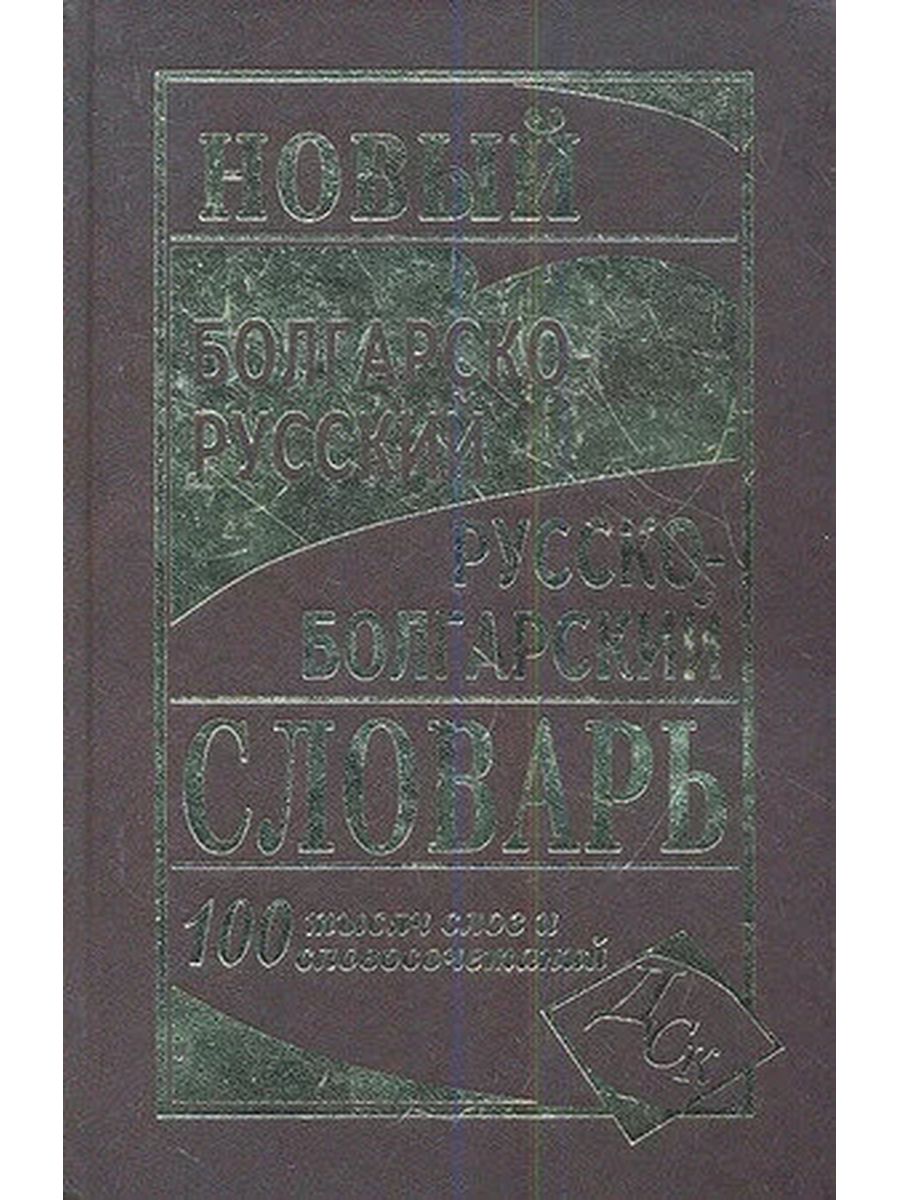 НОВЫЙ
БОЛГАРСКО-
РУССКИЙ
РУССКО-
БОЛГАРСКИЙ
СЛОВАРЬ
100 тысяч слов и
словосочетаний
ДСК